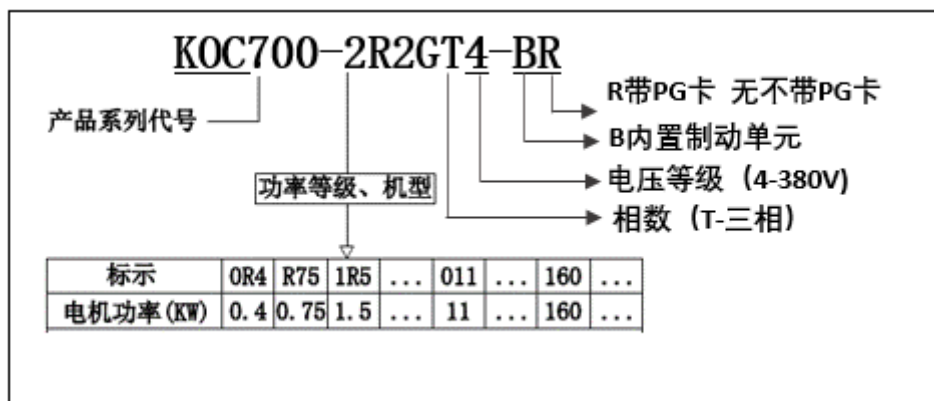 KOC700-2R2GT4-BR
R带PG卡 无不带PG卡
产品系列代号
B内置制动单元
功率等级、机型
电压等级（4-380V)
相数（T-三相）
标示 0R4 R75 1R5 ... 011 ... 160 ...
电机功率(KW) 0.4 0.75 1.5 ... 11 ... 160 ...